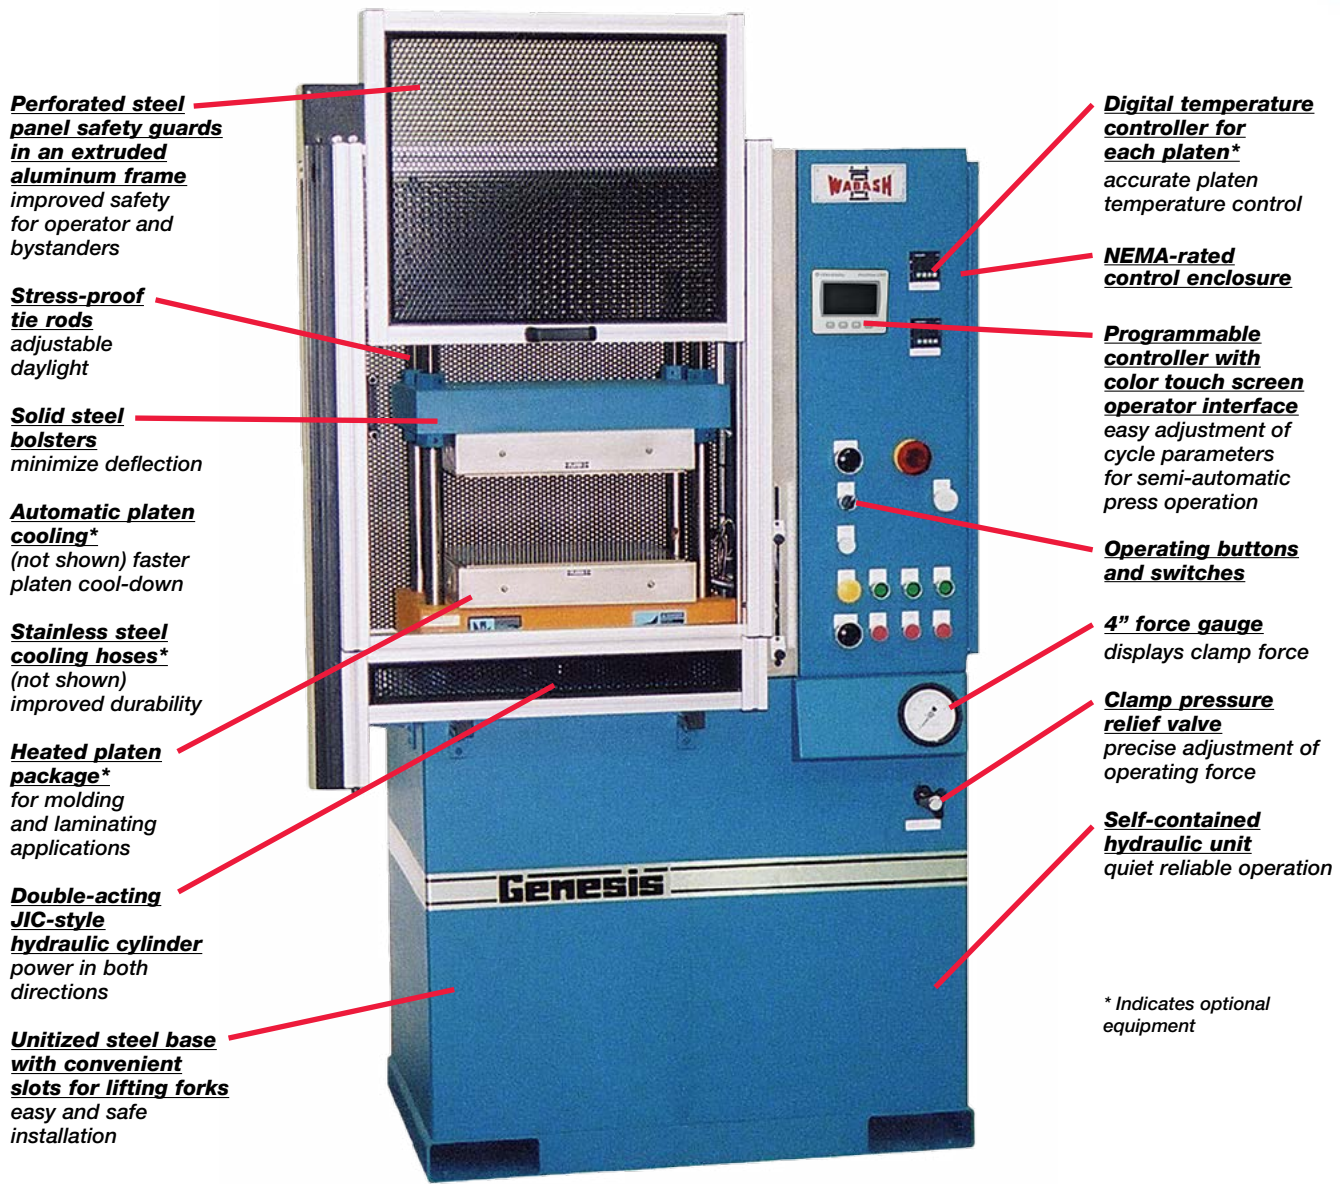 Perforated steel
panel safety guards
in an extruded
aluminum frame
improved safety
for operator and
bystanders
Stress-proof
tie rods
adjustable
daylight
Solid steel
bolsters
minimize deflection
Automatic platen
cooling*
(not shown) faster
platen cool-down
Stainless steel
cooling hoses*
(not shown)
improved durability
Heated platen
package*
for molding
and laminating
applications
Double-acting
JIC-style
hydraulic cylinder
power in both
directions
Unitized steel base
with convenient
slots for lifting forks
easy and safe
installation
WABASH
Genesis
Digital temperature
controller for
each platen*
accurate platen
temperature control
NEMA-rated
control enclosure
Programmable
controller with
color touch screen
operator interface
easy adjustment of
cycle parameters
for semi-automatic
press operation
Operating buttons
and switches
4” force gauge
displays clamp force
Clamp pressure
relief valve
precise adjustment of
operating force
Self-contained
hydraulic unit
quiet reliable operation
* Indicates optional
equipment